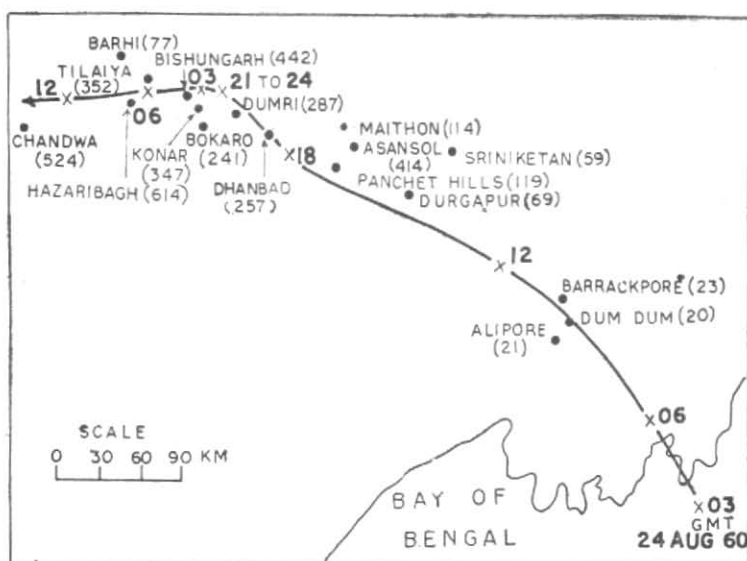 BARHI (77)
BISHUNGARH (442)
TILAIYA
(352)
12
03
21 TO 24
06
DUMRI (287)
CHANDWA
(524)
KONAR
(347)
BOKARO
(241)
HAZARIBAGH (614)
DHANBAD
(257)
18
MAITHON (114)
ASANSOL
(414)
SRINIKETAN (59)
PANCHET HILLS (119)
DURGAPUR (69)
12
BARRACKPORE (23)
DUM DUM (20)
ALIPORE
(21)
06
SCALE
0 30 60 90 KM
BAY OF
BENGAL
03
GMT
24 AUG 60